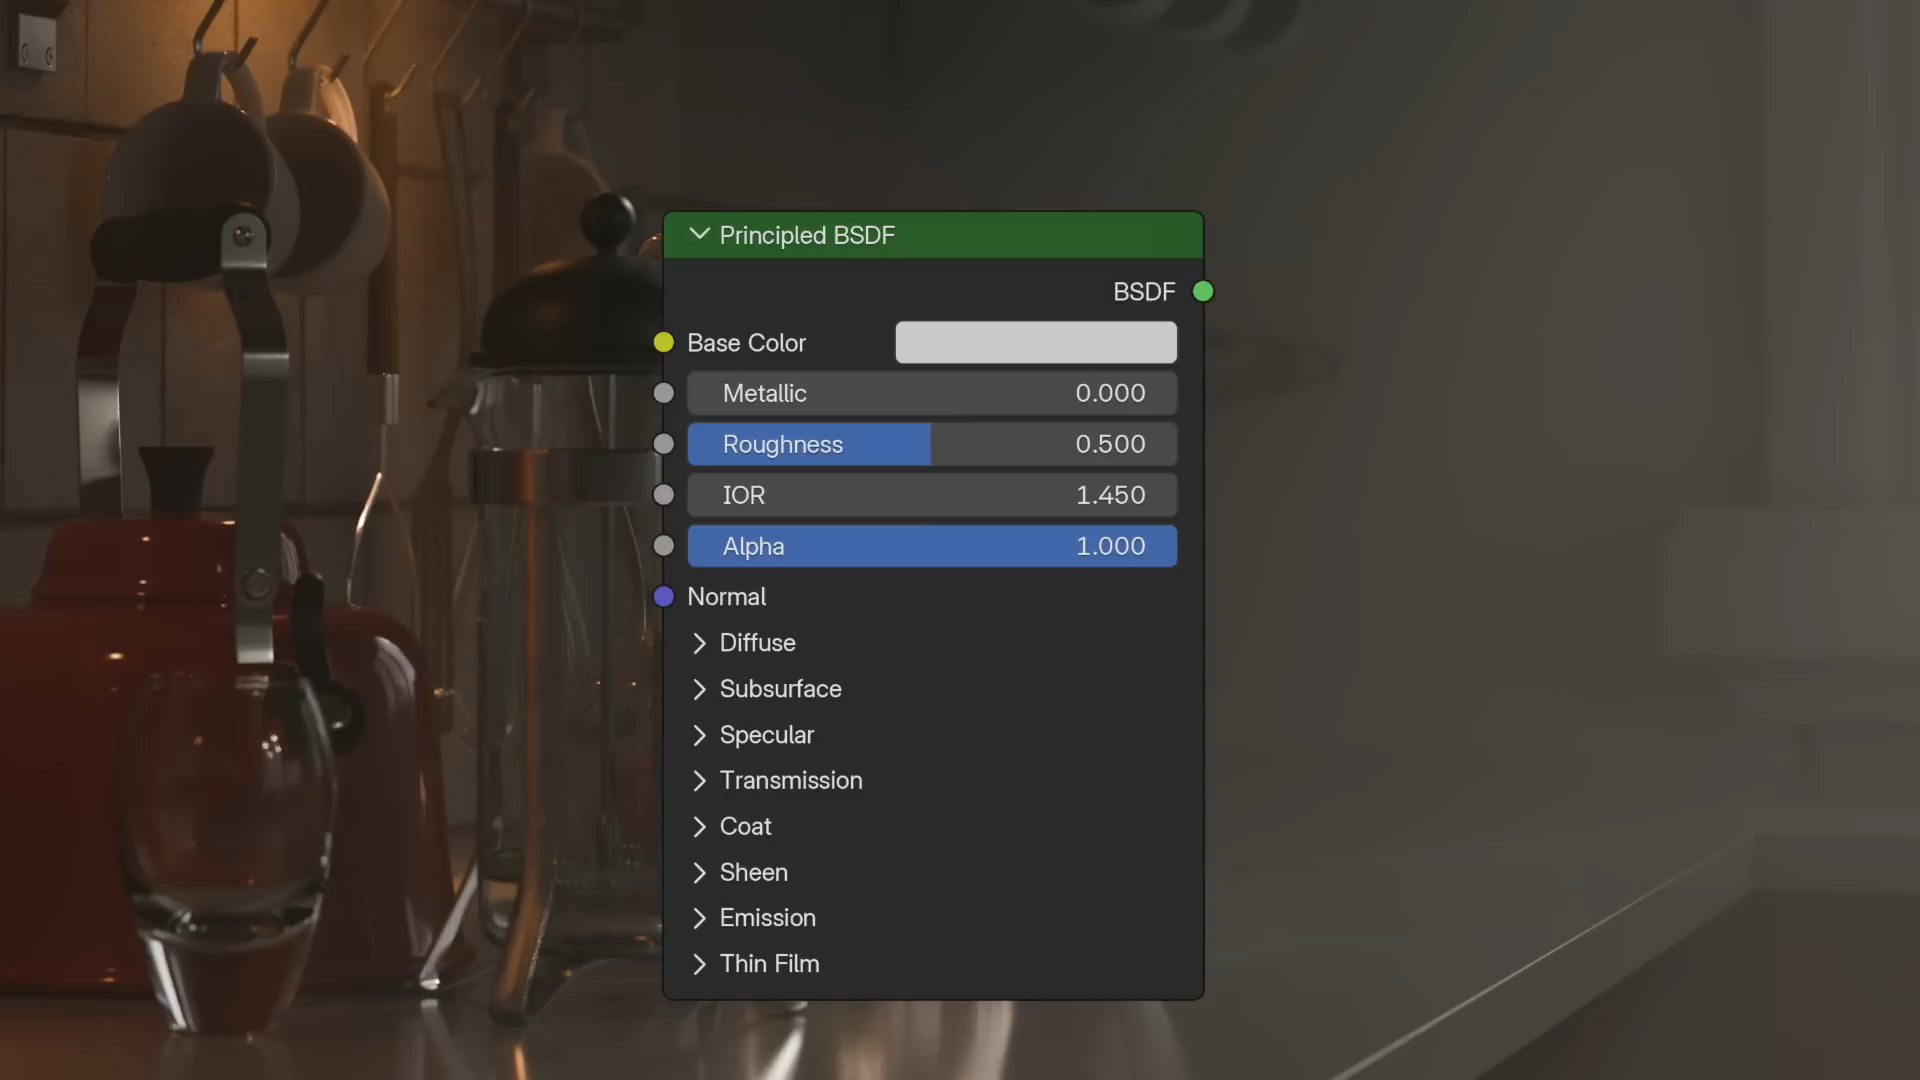 Principled BSDF
BSDF
Base Color
Metallic 0.000
Roughness 0.500
IOR 1.450
Alpha 1.000
Normal
Diffuse
Subsurface
Specular
Transmission
Coat
Sheen
Emission
Thin Film